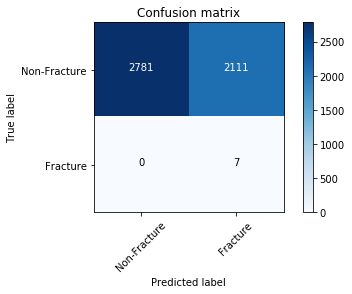 Confusion matrix
True label
Non-Fracture
2781
2111
Fracture
0
7
Non-Fracture
Fracture
Predicted label
2500
2000
1500
1000
500
0